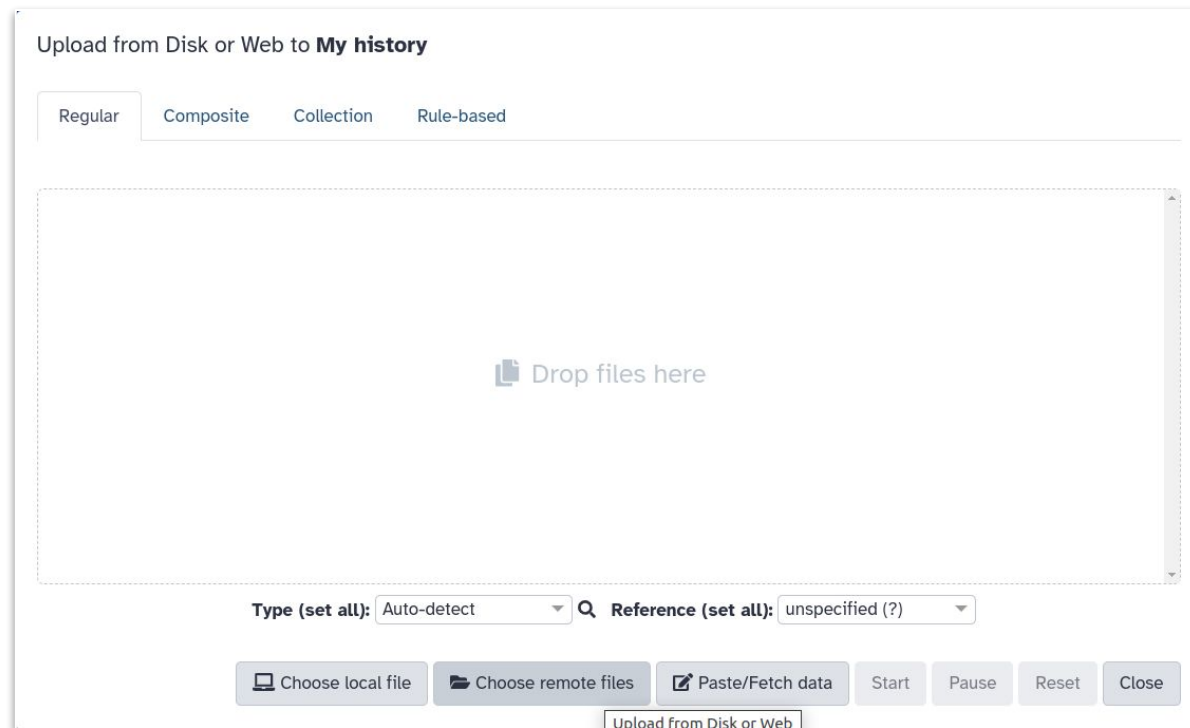 Upload from Disk or Web to My history
Regular Composite Collection Rule-based
Drop files here
Type (set all): Auto-detect Reference (set all): unspecified (?)
Choose local file Choose remote files Paste/Fetch data Start Pause Reset Close
Upload from Disk or Web